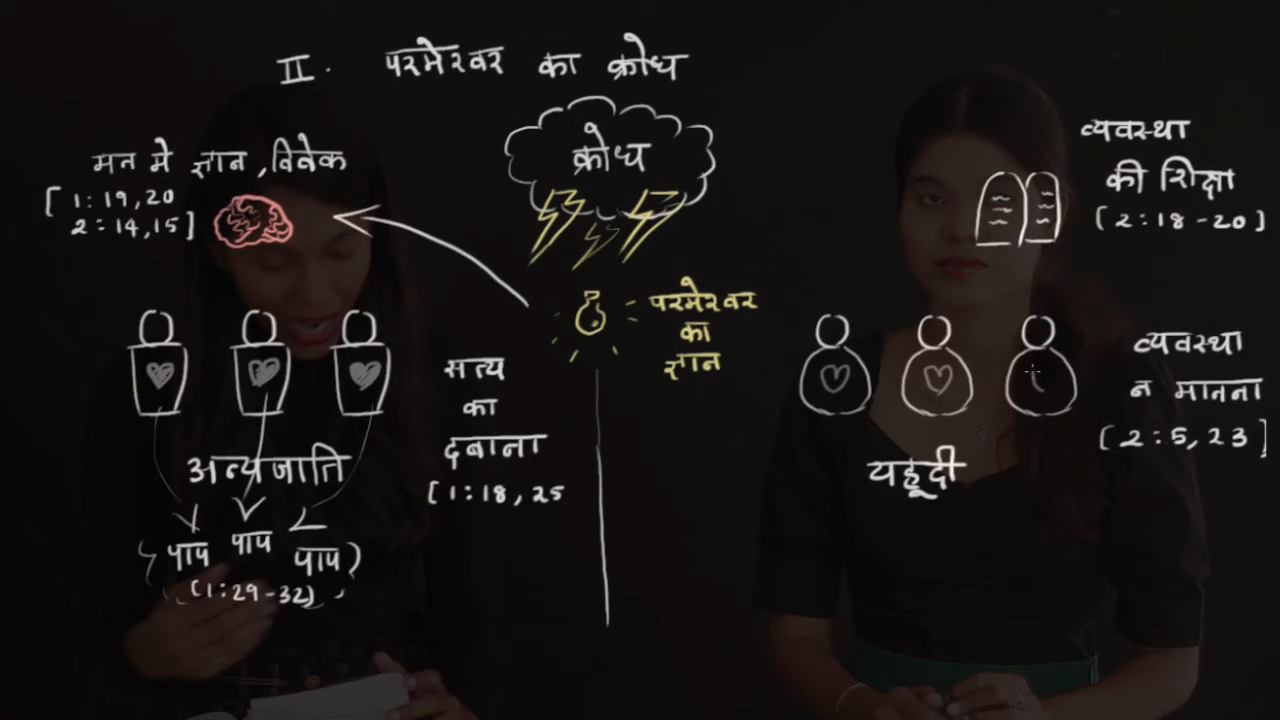 II. परमेश्वर का क्रोध
क्रोध
मन मे ज्ञान, विवेक
[1:19,20
2:14,15]
परमेश्वर
का
ज्ञान
सत्य
का
दबाना
[1:18,25
अन्यजाति
पाप पाप पाप)
(1:29-32)
व्यवस्था
की शिक्षा
[2:18-20]
व्यवस्था
न मानना
[2:5,23]
यहूदी